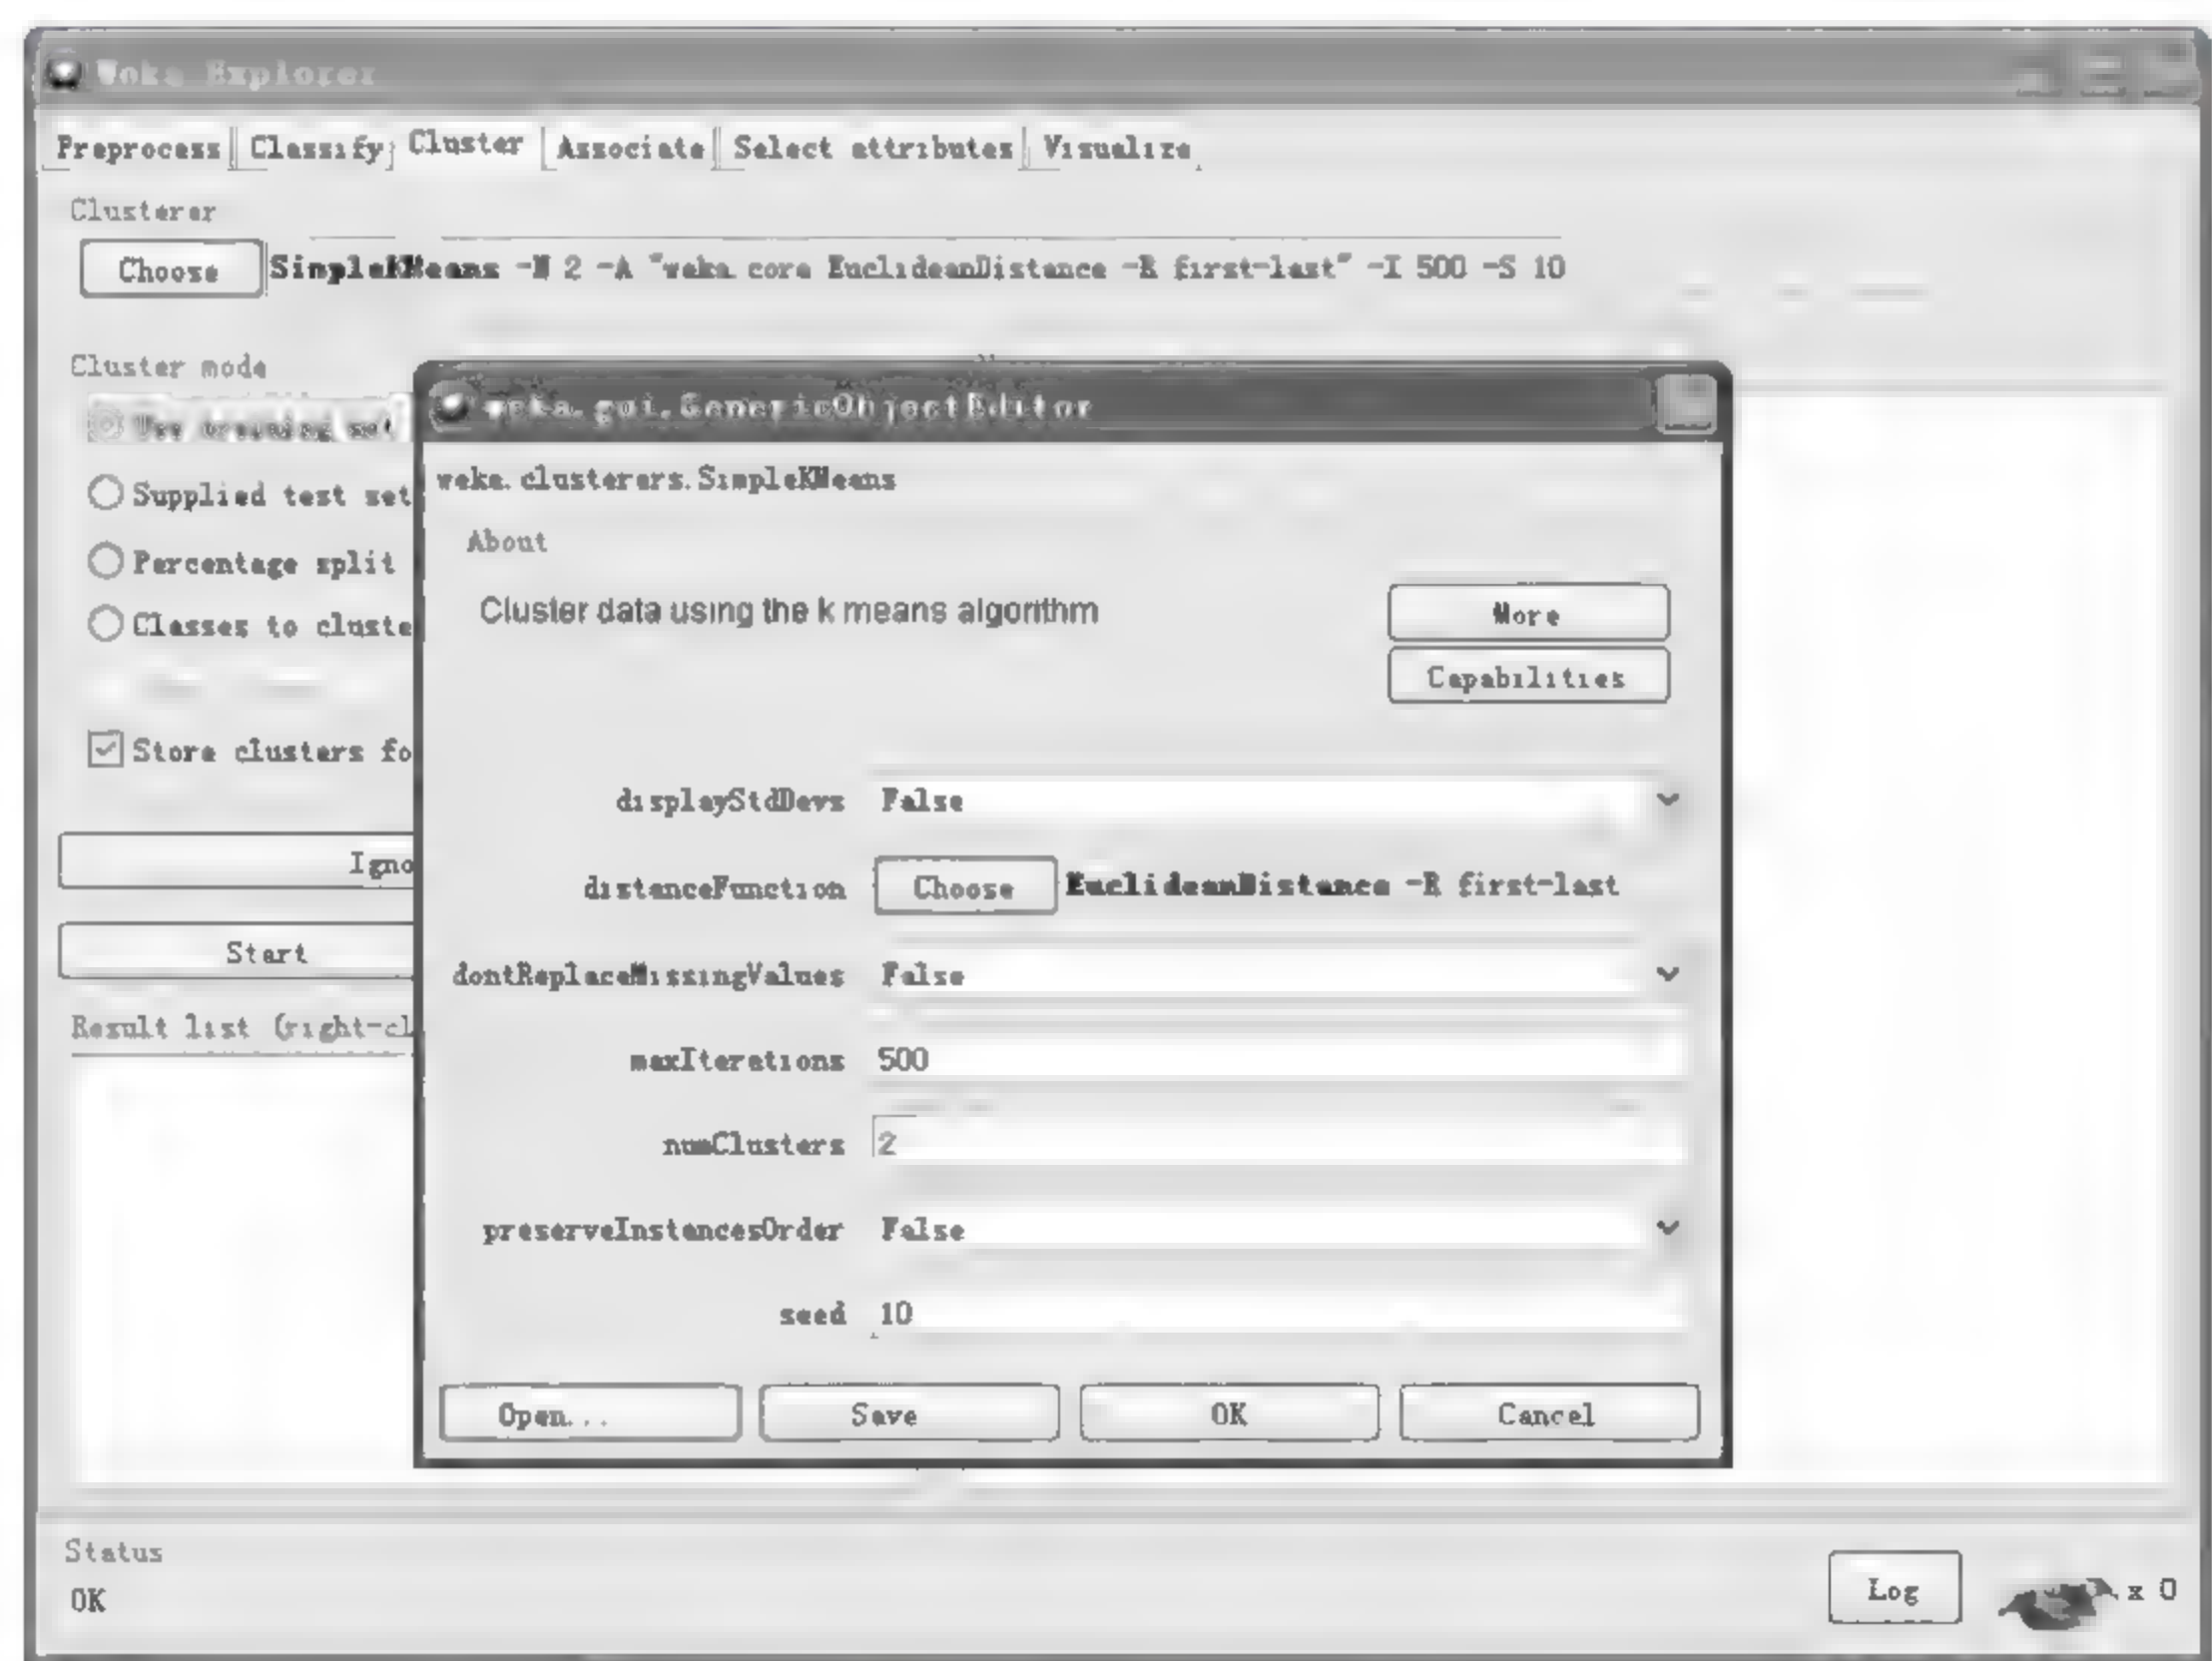 Weka Explorer
Preprocess Classify Cluster Associate Select attributes Visualize
Clusterer
Choose SimpleKMeans -N 2 -A "weka.core.EuclideanDistance -R first-last" -I 500 -S 10
Cluster mode
Use training set
Supplied test set
Percentage split
Classes to cluste
Store clusters fo
Igno
Start
Result list (right-cl
weka.gui.GenericObjectEditor
weka.clusterers.SimpleKMeans
About
Cluster data using the k means algorithm
More
Capabilities
displayStdDevs False
distanceFunction Choose EuclideanDistance -R first-last
dontReplaceMissingValues False
maxIterations 500
numClusters 2
preserveInstancesOrder False
seed 10
Open... Save OK Cancel
Status
OK
Log x 0